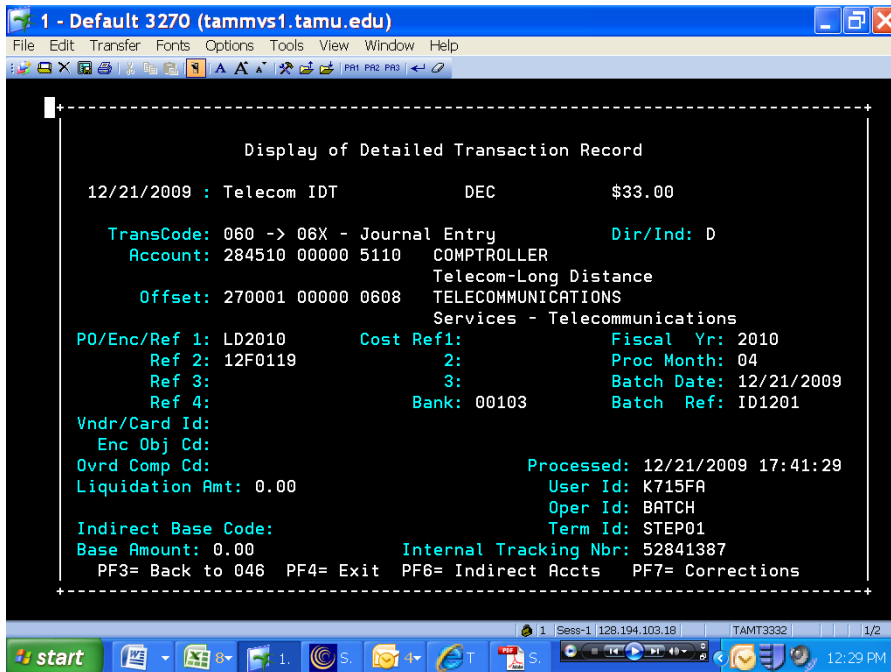 1 - Default 3270 (tammvs1.tamu.edu)
File Edit Transfer Fonts Options Tools View Window Help
PA1 PA2 PA3
Display of Detailed Transaction Record
12/21/2009 : Telecom IDT DEC $33.00
TransCode: 060 -> 06X - Journal Entry Dir/Ind: D
Account: 284510 00000 5110 COMPTROLLER
Telecom-Long Distance
Offset: 270001 00000 0608 TELECOMMUNICATIONS
Services - Telecommunications
PO/Enc/Ref 1: LD2010 Cost Ref1: Fiscal Yr: 2010
Ref 2: 12F0119 2: Proc Month: 04
Ref 3: 3: Batch Date: 12/21/2009
Ref 4: Bank: 00103 Batch Ref: ID1201
Vndr/Card Id:
Enc Obj Cd:
Ovrd Comp Cd: Processed: 12/21/2009 17:41:29
Liquidation Amt: 0.00 User Id: K715FA
Oper Id: BATCH
Indirect Base Code: Term Id: STEP01
Base Amount: 0.00 Internal Tracking Nbr: 52841387
PF3= Back to 046 PF4= Exit PF6= Indirect Accts PF7= Corrections
1 Sess-1 128.194.103.18 TAMT3332 1/2
start 8 1. S. 4 T S. 12:29 PM